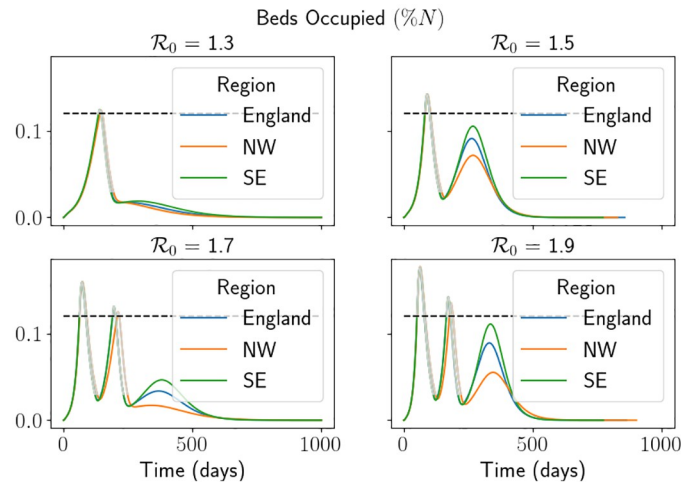 Beds Occupied (%N)
R₀ = 1.3
R₀ = 1.5
0.1
0.0
Region
England
NW
SE
Region
England
NW
SE
R₀ = 1.7
R₀ = 1.9
0.1
0.0
Region
England
NW
SE
Region
England
NW
SE
0
500
1000
0
500
1000
Time (days)
Time (days)